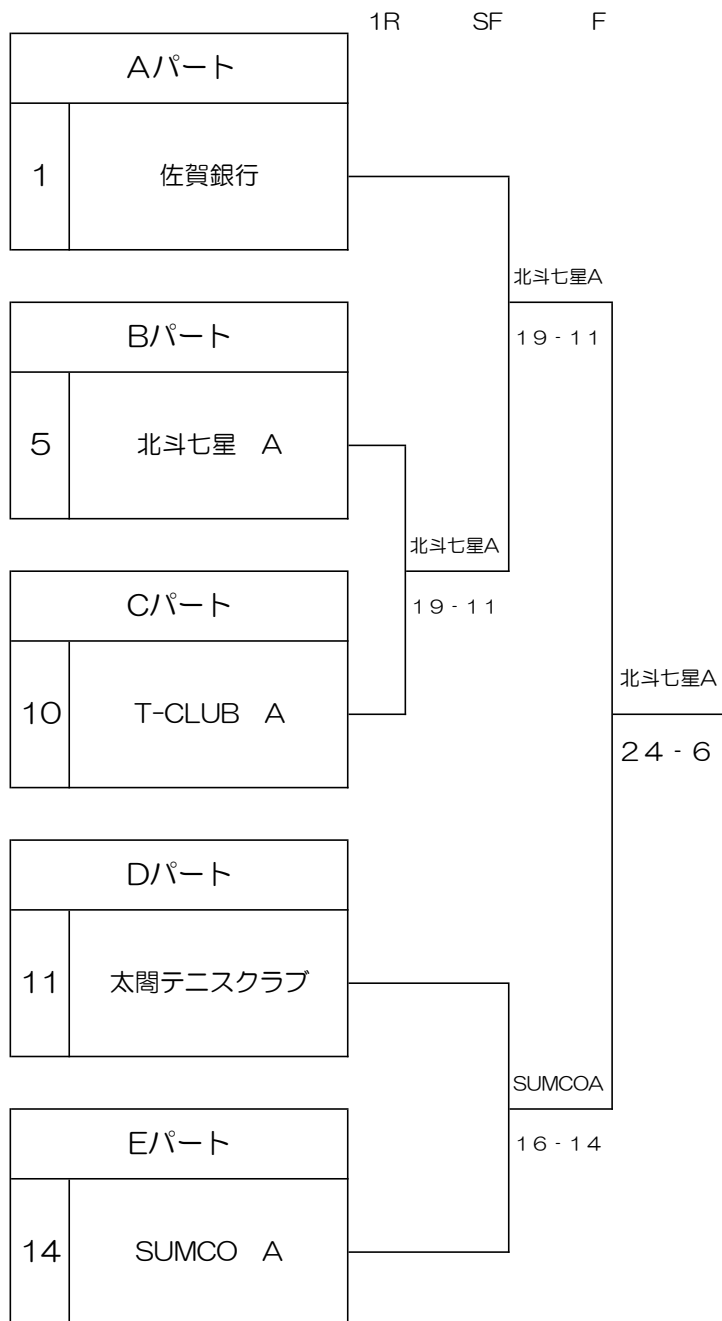 1R SF F
Aパート
1 佐賀銀行
北斗七星A
19-11
Bパート
5 北斗七星 A
北斗七星A
19-11
Cパート
10 T-CLUB A
北斗七星A
24-6
Dパート
11 太閤テニスクラブ
SUMCOA
16-14
Eパート
14 SUMCO A